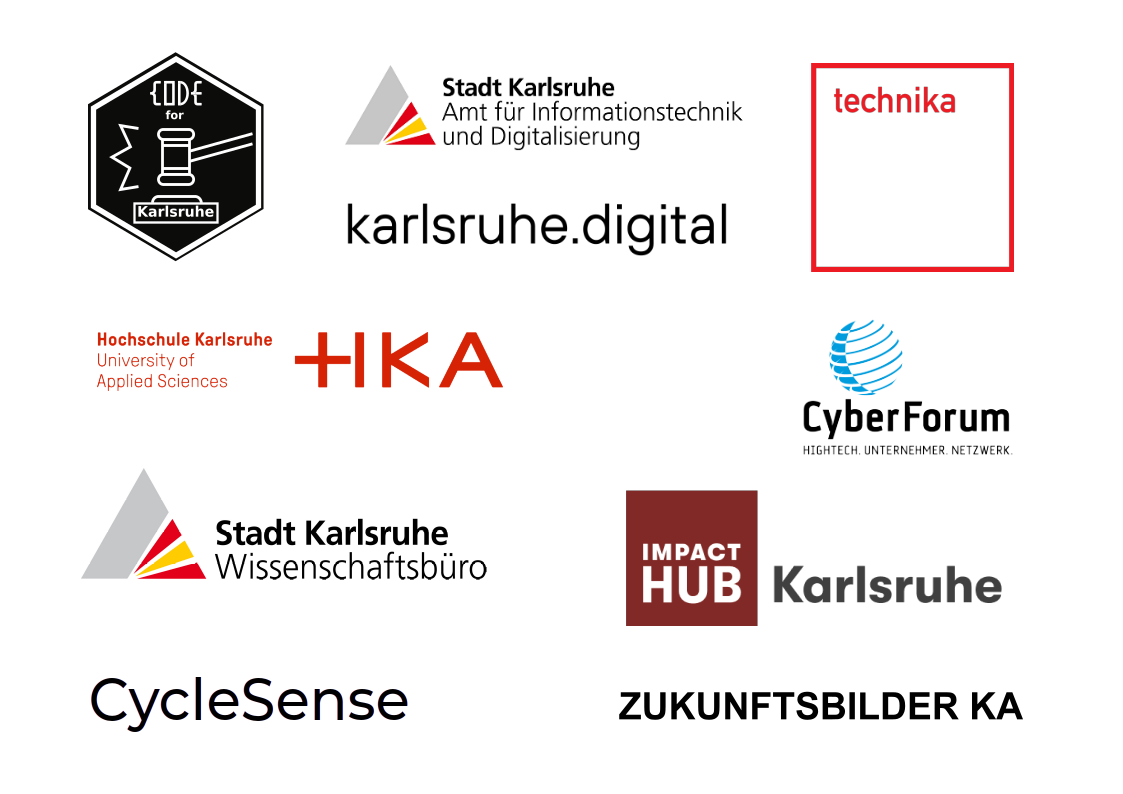 CODE
for
Karlsruhe
Stadt Karlsruhe
Amt für Informationstechnik
und Digitalisierung
karlsruhe.digital
technika
Hochschule Karlsruhe
University of
Applied Sciences
HKA
CyberForum
HIGHTECH. UNTERNEHMER. NETZWERK.
Stadt Karlsruhe
Wissenschaftsbüro
IMPACT
HUB Karlsruhe
CycleSense
ZUKUNFTSBILDER KA